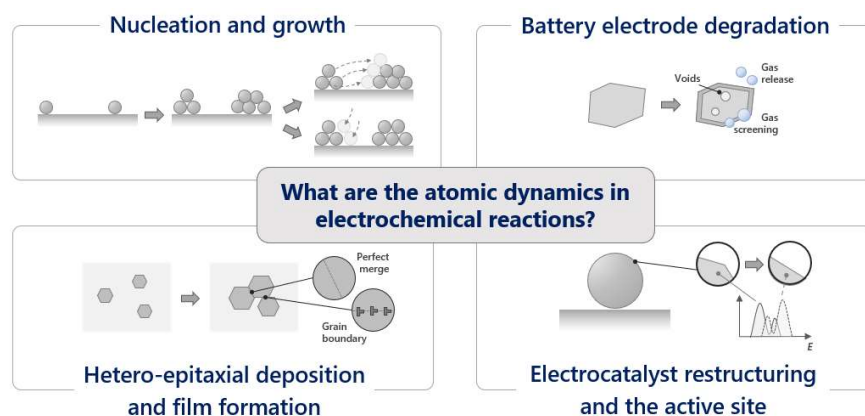 Nucleation and growth
Battery electrode degradation
Voids
Gas
release
Gas
screening
What are the atomic dynamics in
electrochemical reactions?
Perfect
merge
Grain
boundary
E
Hetero-epitaxial deposition
and film formation
Electrocatalyst restructuring
and the active site